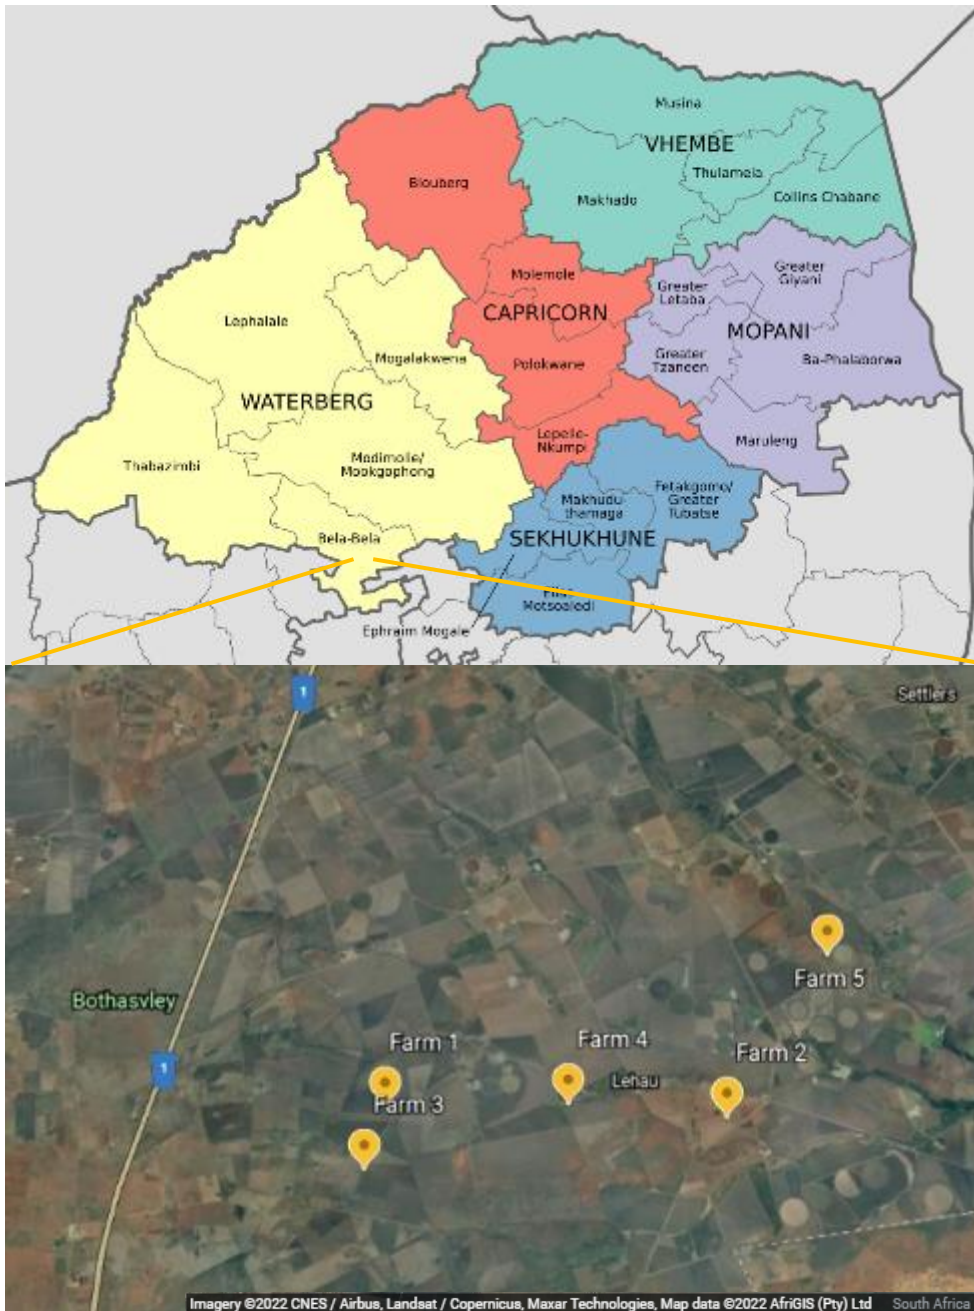 Musina
VHEMBE
Thulamela
Blouberg
Makhado
Collins Chabane
Molemole
Greater
Giyani
Greater
Letaba
CAPRICORN
Lephalale
MOPANI
Mogalakwena
Polokwane
Greater
Tzaneen
Ba-Phalaborwa
WATERBERG
Lepelle-
Nkumpi
Maruleng
Thabazimbi
Modimolle/
Mookgophong
Fetakgomo/
Greater
Tubatse
Makhudu-
thamaga
Bela-Bela
SEKHUKHUNE
Elias
Motsoaledi
Ephraim Mogale
1
Settlers
Farm 5
Bothasvley
Farm 1
Farm 4
Farm 2
1
Lehau
Farm 3
Imagery ©2022 CNES / Airbus, Landsat / Copernicus, Maxar Technologies, Map data ©2022 AfriGIS (Pty) Ltd
South Africa